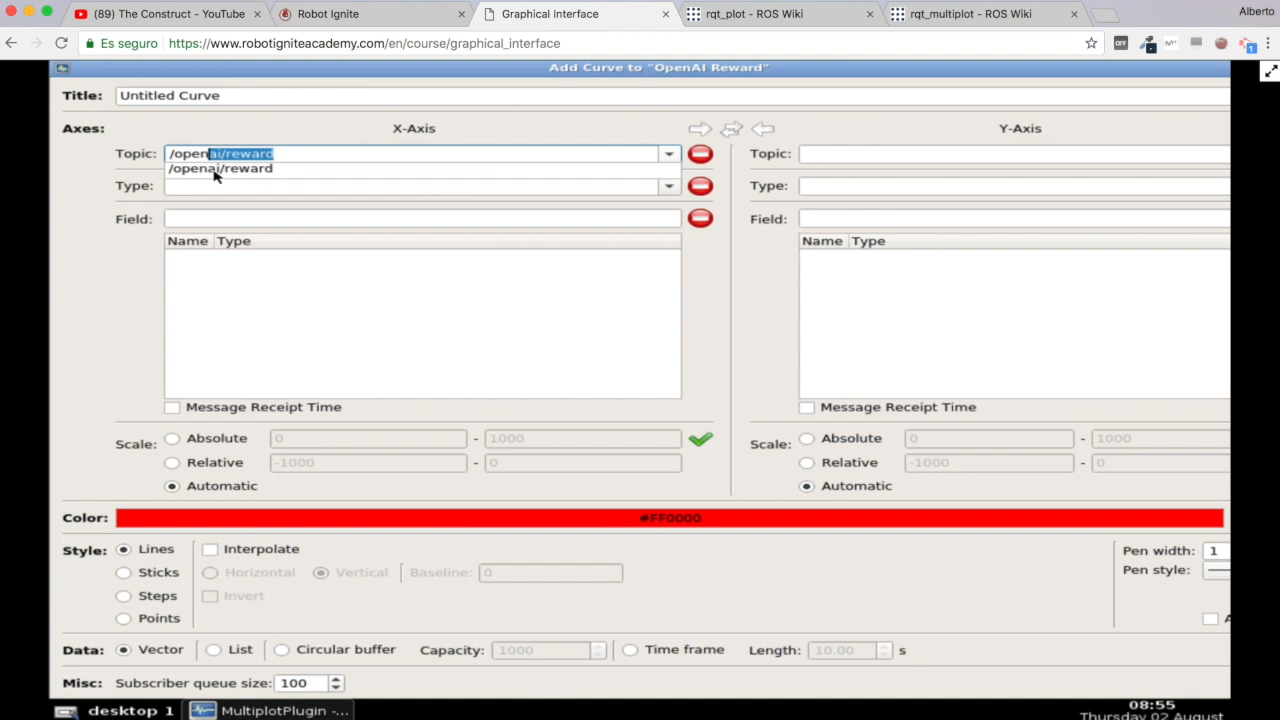 (89) The Construct - YouTube
Robot Ignite
Graphical Interface
rqt_plot - ROS Wiki
rqt_multiplot - ROS Wiki
Alberto
Es seguro https://www.robotigniteacademy.com/en/course/graphical_interface
OFF
1
Add Curve to "OpenAI Reward"
Title: Untitled Curve
Axes: X-Axis Y-Axis
Topic: /openai/reward Topic:
/openai/reward
Type: Type:
Field: Field:
Name Type Name Type
Message Receipt Time Message Receipt Time
Scale: Absolute 0 - 1000 Scale: Absolute 0 - 1000
Relative -1000 - 0 Relative -1000 - 0
Automatic Automatic
Color: #FF0000
Style: Lines Interpolate Pen width: 1
Sticks Horizontal Vertical Baseline: 0 Pen style:
Steps Invert
Points
Data: Vector List Circular buffer Capacity: 1000 Time frame Length: 10.00 s
Misc: Subscriber queue size: 100
desktop 1 MultiplotPlugin -... 08:55
Thursday 02 August